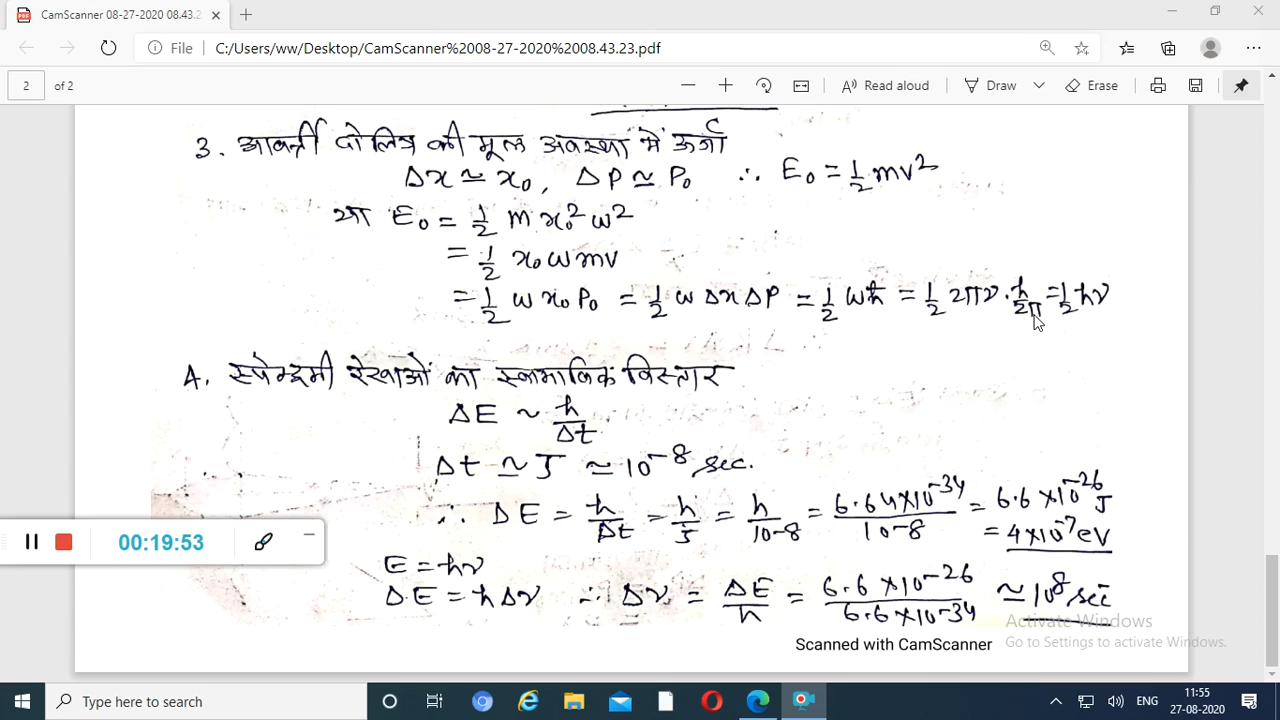 CamScanner 08-27-2020 08.43.2
File C:/Users/ww/Desktop/CamScanner%2008-27-2020%2008.43.23.pdf
2 of 2 Read aloud Draw Erase
3. आवर्ती दोलित्र की मूल अवस्था में ऊर्जा
Δx ≃ x₀, ΔP ≃ P₀ ∴ E₀ = 1/2 mv²
या E₀ = 1/2 m x₀² ω²
= 1/2 x₀ ω mv
= 1/2 ω x₀ P₀ = 1/2 ω Δx ΔP = 1/2 ωħ = 1/2 2πν · h/2π = 1/2 hν
4. स्पेक्ट्रमी रेखाओं का स्वाभाविक विस्तार
ΔE ~ h/Δt
Δt ≃ τ ≃ 10⁻⁸ sec.
∴ ΔE = h/Δt = h/τ = h/10⁻⁸ = 6.64×10⁻³⁴/10⁻⁸ = 6.6×10⁻²⁶ J
= 4×10⁻⁷ eV
00:19:53
E = hν
ΔE = hΔν ∴ Δν = ΔE/h = 6.6×10⁻²⁶/6.6×10⁻³⁴ ≃ 10⁸ sec
Activate Windows
Scanned with CamScanner
Go to Settings to activate Windows.
Type here to search
ENG
11:55
27-08-2020